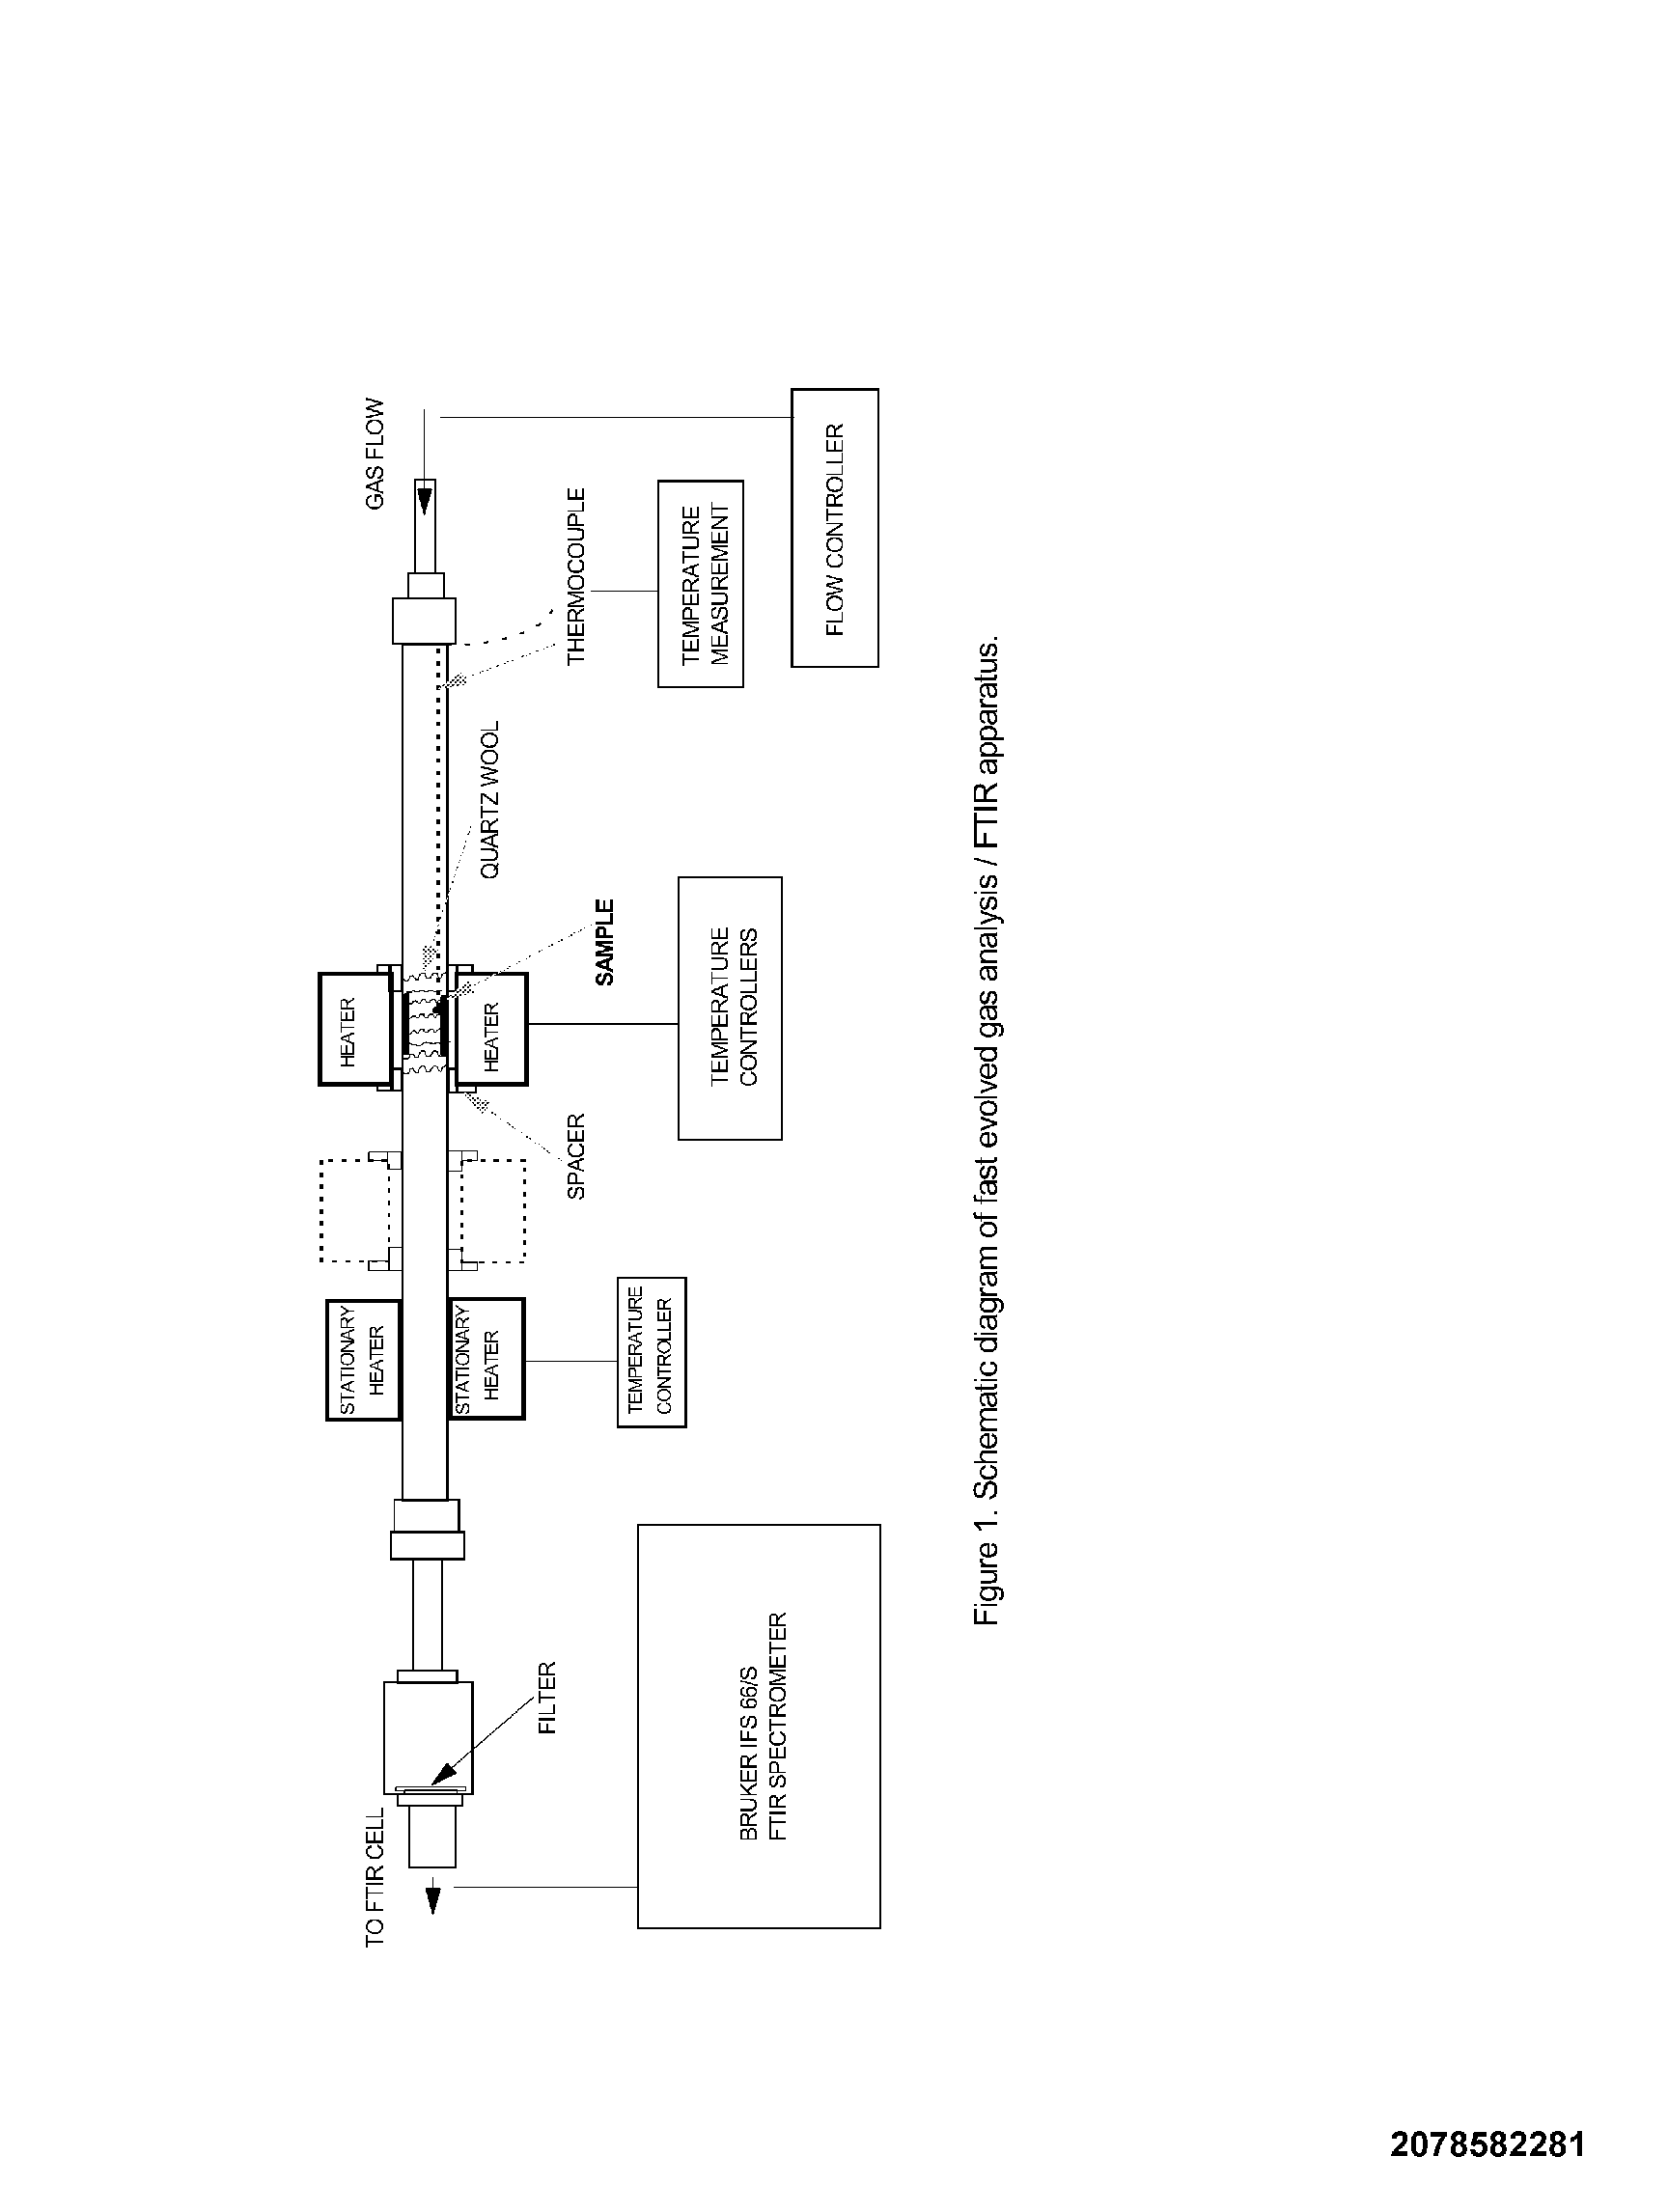 TO FTIR CELL
GAS FLOW
STATIONARY
HEATER
HEATER
STATIONARY
HEATER
HEATER
QUARTZ WOOL
FILTER
SPACER
SAMPLE
THERMOCOUPLE
TEMPERATURE
CONTROLLER
TEMPERATURE
CONTROLLERS
TEMPERATURE
MEASUREMENT
BRUKER IFS 66/S
FTIR SPECTROMETER
FLOW CONTROLLER
Figure 1. Schematic diagram of fast evolved gas analysis / FTIR apparatus.
2078582281